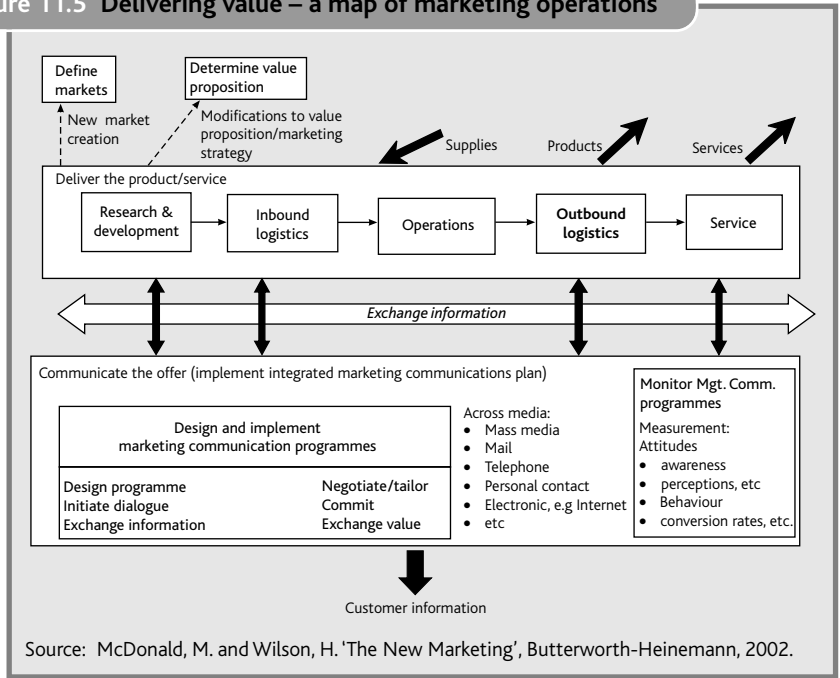 ure 11.5 Delivering value – a map of marketing operations
Define
markets
Determine value
proposition
New market
creation
Modifications to value
proposition/marketing
strategy
Supplies
Products
Services
Deliver the product/service
Research &
development
Inbound
logistics
Operations
Outbound
logistics
Service
Exchange information
Communicate the offer (implement integrated marketing communications plan)
Design and implement
marketing communication programmes
Design programme
Initiate dialogue
Exchange information
Negotiate/tailor
Commit
Exchange value
Across media:
• Mass media
• Mail
• Telephone
• Personal contact
• Electronic, e.g Internet
• etc
Monitor Mgt. Comm.
programmes
Measurement:
Attitudes
• awareness
• perceptions, etc
• Behaviour
• conversion rates, etc.
Customer information
Source: McDonald, M. and Wilson, H. ‘The New Marketing’, Butterworth-Heinemann, 2002.